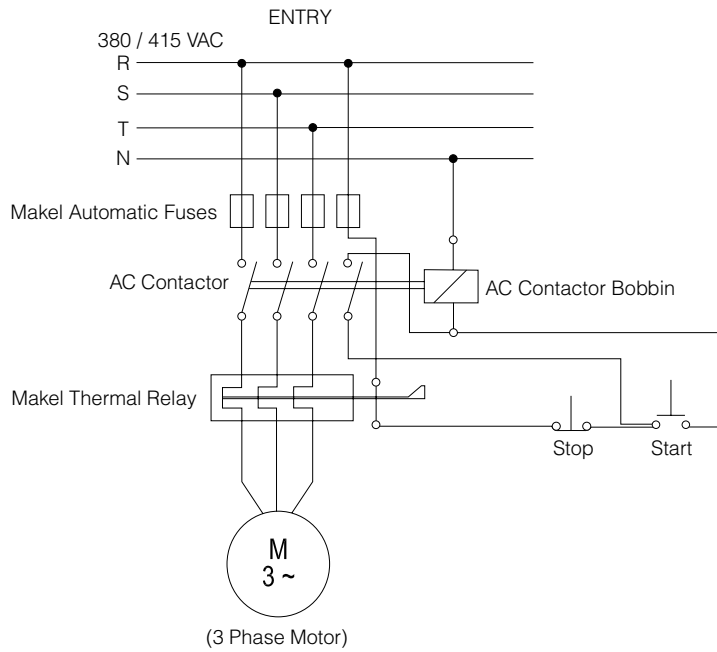 ENTRY
380 / 415 VAC
R
S
T
N
Makel Automatic Fuses
AC Contactor
AC Contactor Bobbin
Makel Thermal Relay
Stop
Start
M
3 ~
(3 Phase Motor)